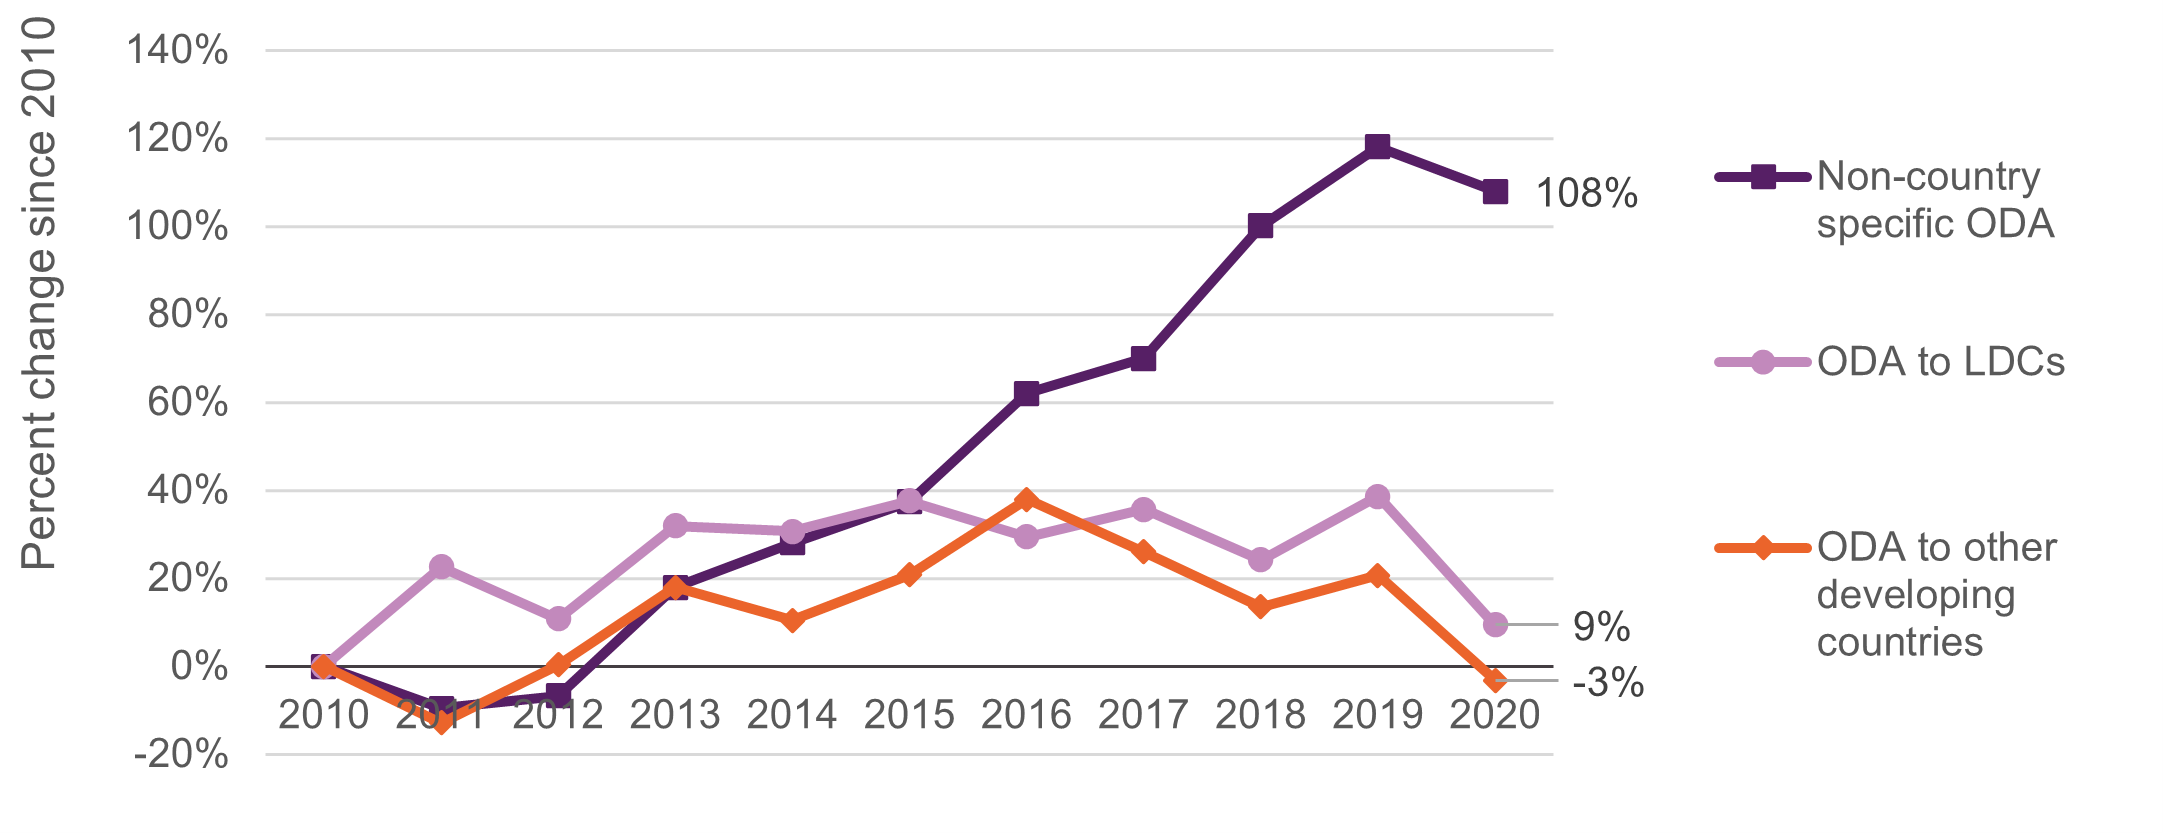 Percent change since 2010
140%
120%
100%
80%
60%
40%
20%
0%
-20%
2010 2011 2012 2013 2014 2015 2016 2017 2018 2019 2020
108%
9%
-3%
Non-country
specific ODA
ODA to LDCs
ODA to other
developing
countries